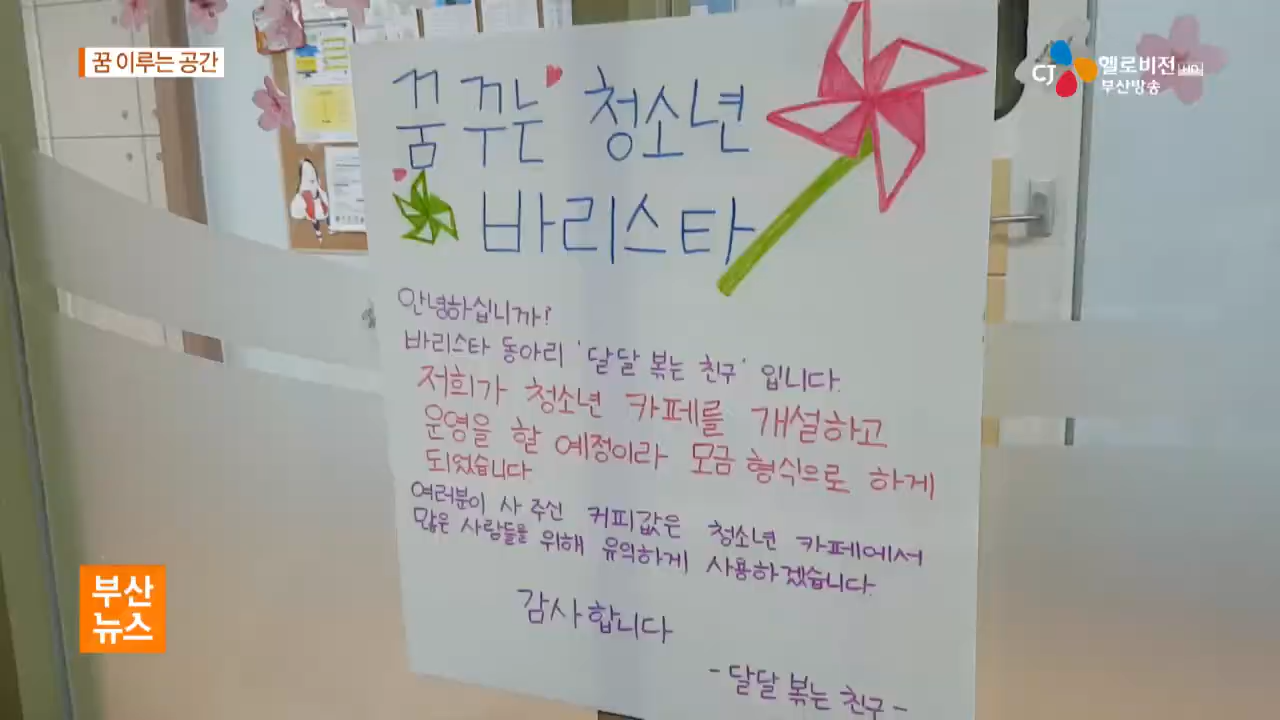 꿈 이루는 공간
CJ 헬로비전 HD
부산방송
꿈 꾸는 청소년
바리스타
안녕하십니까!
바리스타 동아리 '달달 볶는 친구' 입니다.
저희가 청소년 카페를 개설하고
운영을 할 예정이라 모금 형식으로 하게
되었습니다.
여러분이 사 주신 커피값은 청소년 카페에서
많은 사람들을 위해 유익하게 사용하겠습니다.
감사합니다
- 달달 볶는 친구 -
부산
뉴스